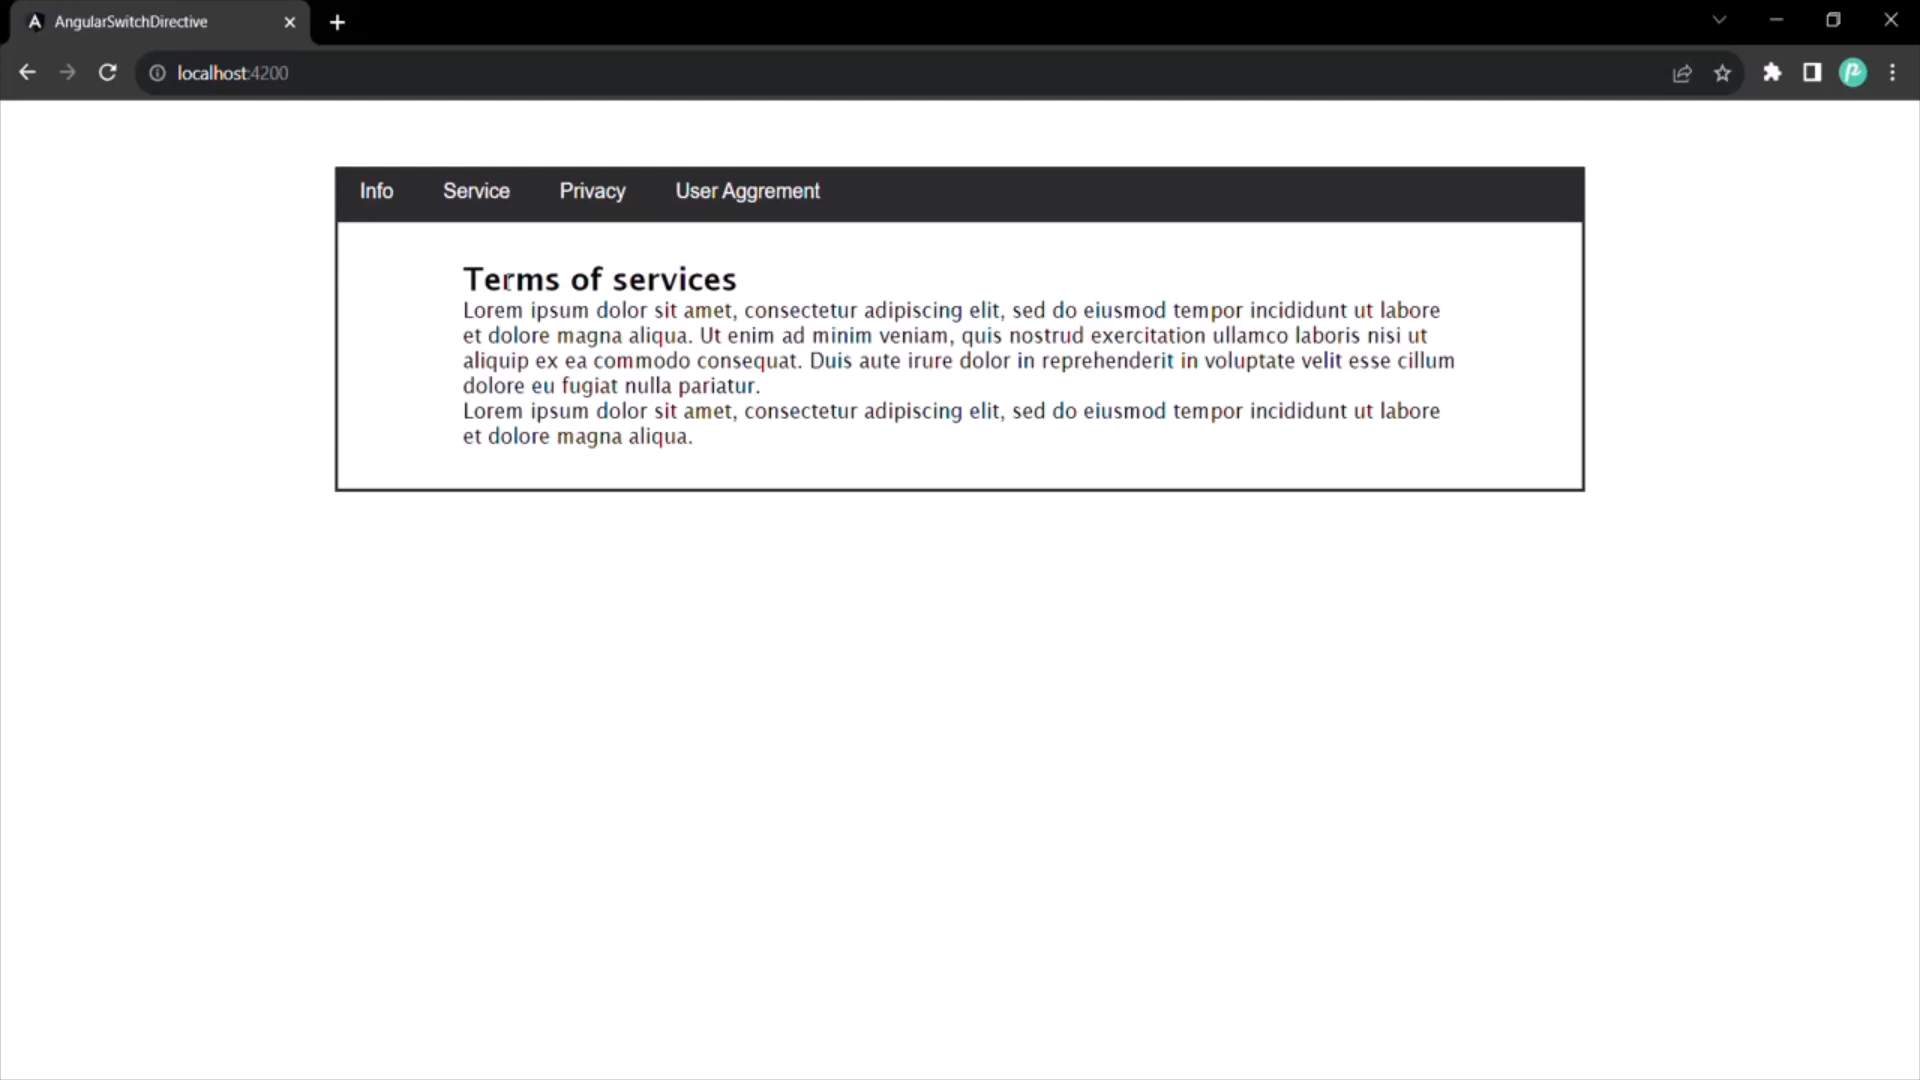 AngularSwitchDirective
localhost:4200
Info Service Privacy User Aggrement
Terms of services
Lorem ipsum dolor sit amet, consectetur adipiscing elit, sed do eiusmod tempor incididunt ut labore
et dolore magna aliqua. Ut enim ad minim veniam, quis nostrud exercitation ullamco laboris nisi ut
aliquip ex ea commodo consequat. Duis aute irure dolor in reprehenderit in voluptate velit esse cillum
dolore eu fugiat nulla pariatur.
Lorem ipsum dolor sit amet, consectetur adipiscing elit, sed do eiusmod tempor incididunt ut labore
et dolore magna aliqua.